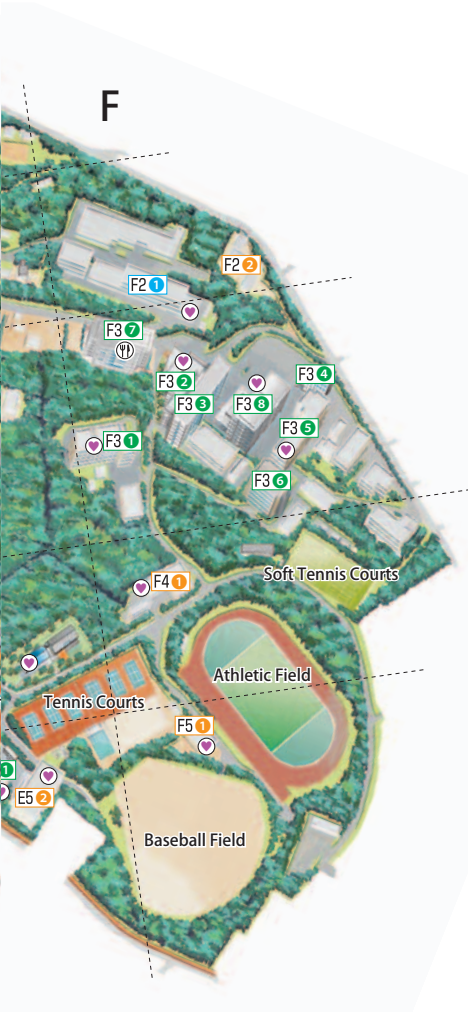 F
F2 2
F2 1
F3 7
F3 2
F3 4
F3 3
F3 8
F3 5
F3 1
F3 6
Soft Tennis Courts
F4 1
Athletic Field
Tennis Courts
F5 1
1
E5 2
Baseball Field